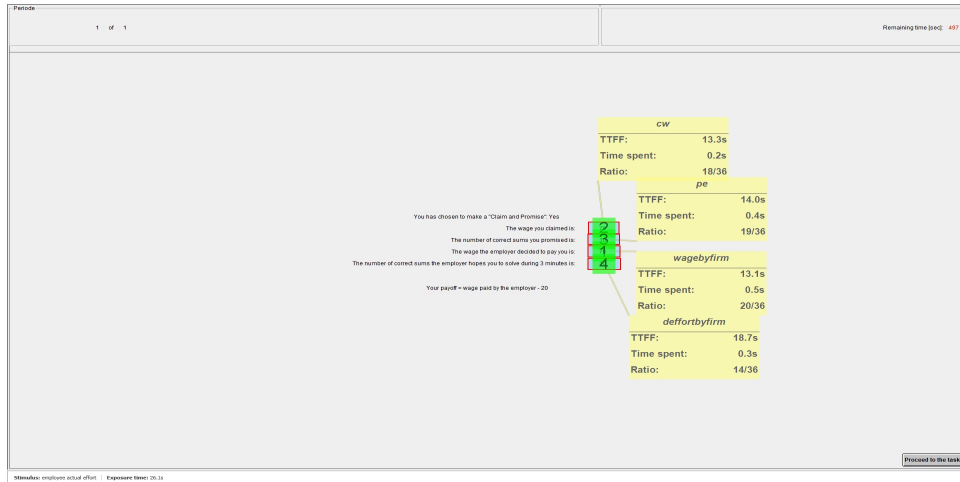 Periode
1 of 1
Remaining time [sec]: 497
cw
TTFF: 13.3s
Time spent: 0.2s
Ratio: 18/36
pe
TTFF: 14.0s
Time spent: 0.4s
Ratio: 19/36
You has chosen to make a "Claim and Promise": Yes
The wage you claimed is: 2
The number of correct sums you promised is: 3
The wage the employer decided to pay you is: 1
The number of correct sums the employer hopes you to solve during 3 minutes is: 4
wagebyfirm
TTFF: 13.1s
Time spent: 0.5s
Ratio: 20/36
Your payoff = wage paid by the employer - 20
deffortbyfirm
TTFF: 18.7s
Time spent: 0.3s
Ratio: 14/36
Proceed to the task
Stimulus: employee actual effort | Exposure time: 26.1s